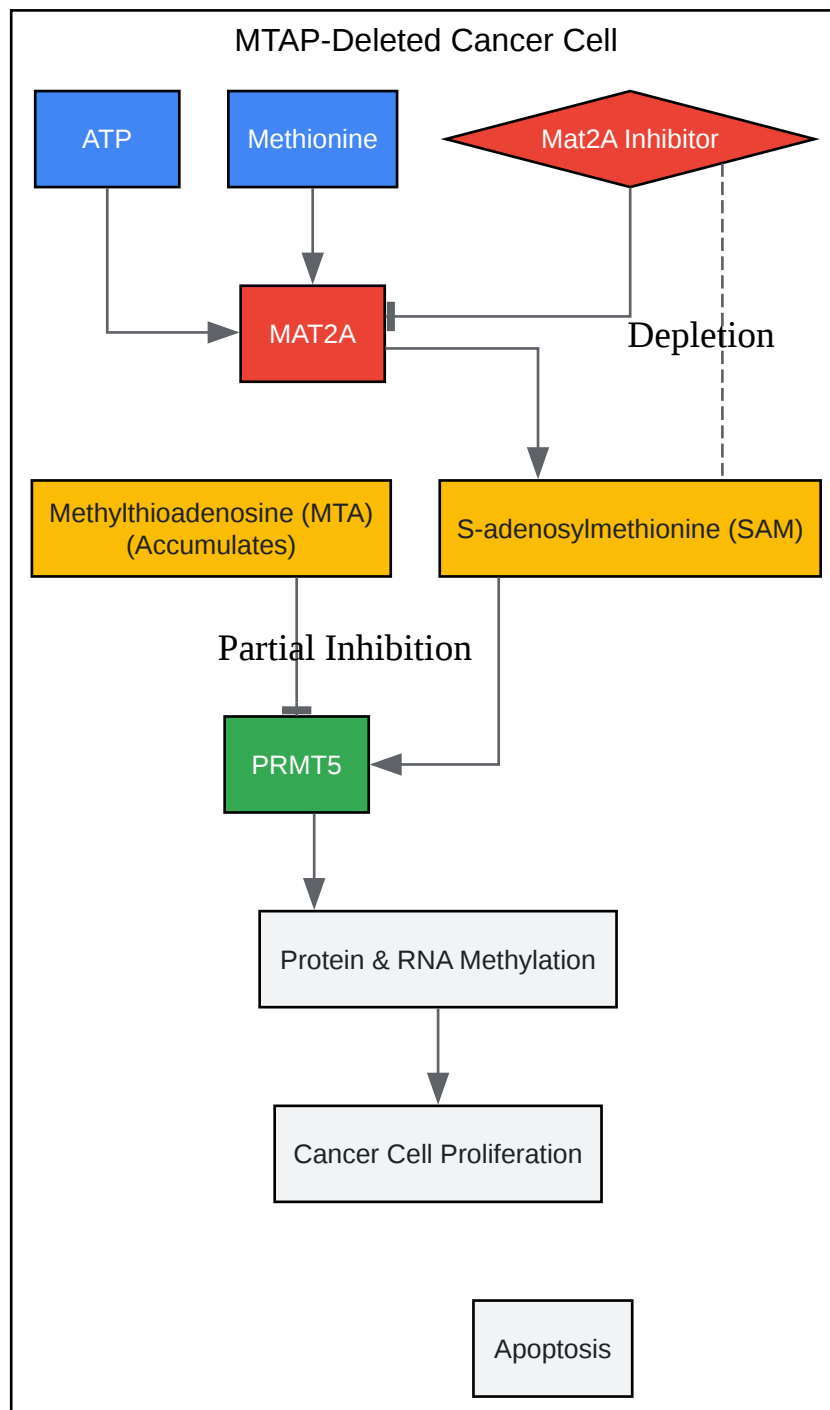 MTAP-Deleted Cancer Cell
ATP
Methionine
Mat2A Inhibitor
MAT2A
Depletion
Methylthioadenosine (MTA)
(Accumulates)
S-adenosylmethionine (SAM)
Partial Inhibition
PRMT5
Protein & RNA Methylation
Cancer Cell Proliferation
Apoptosis